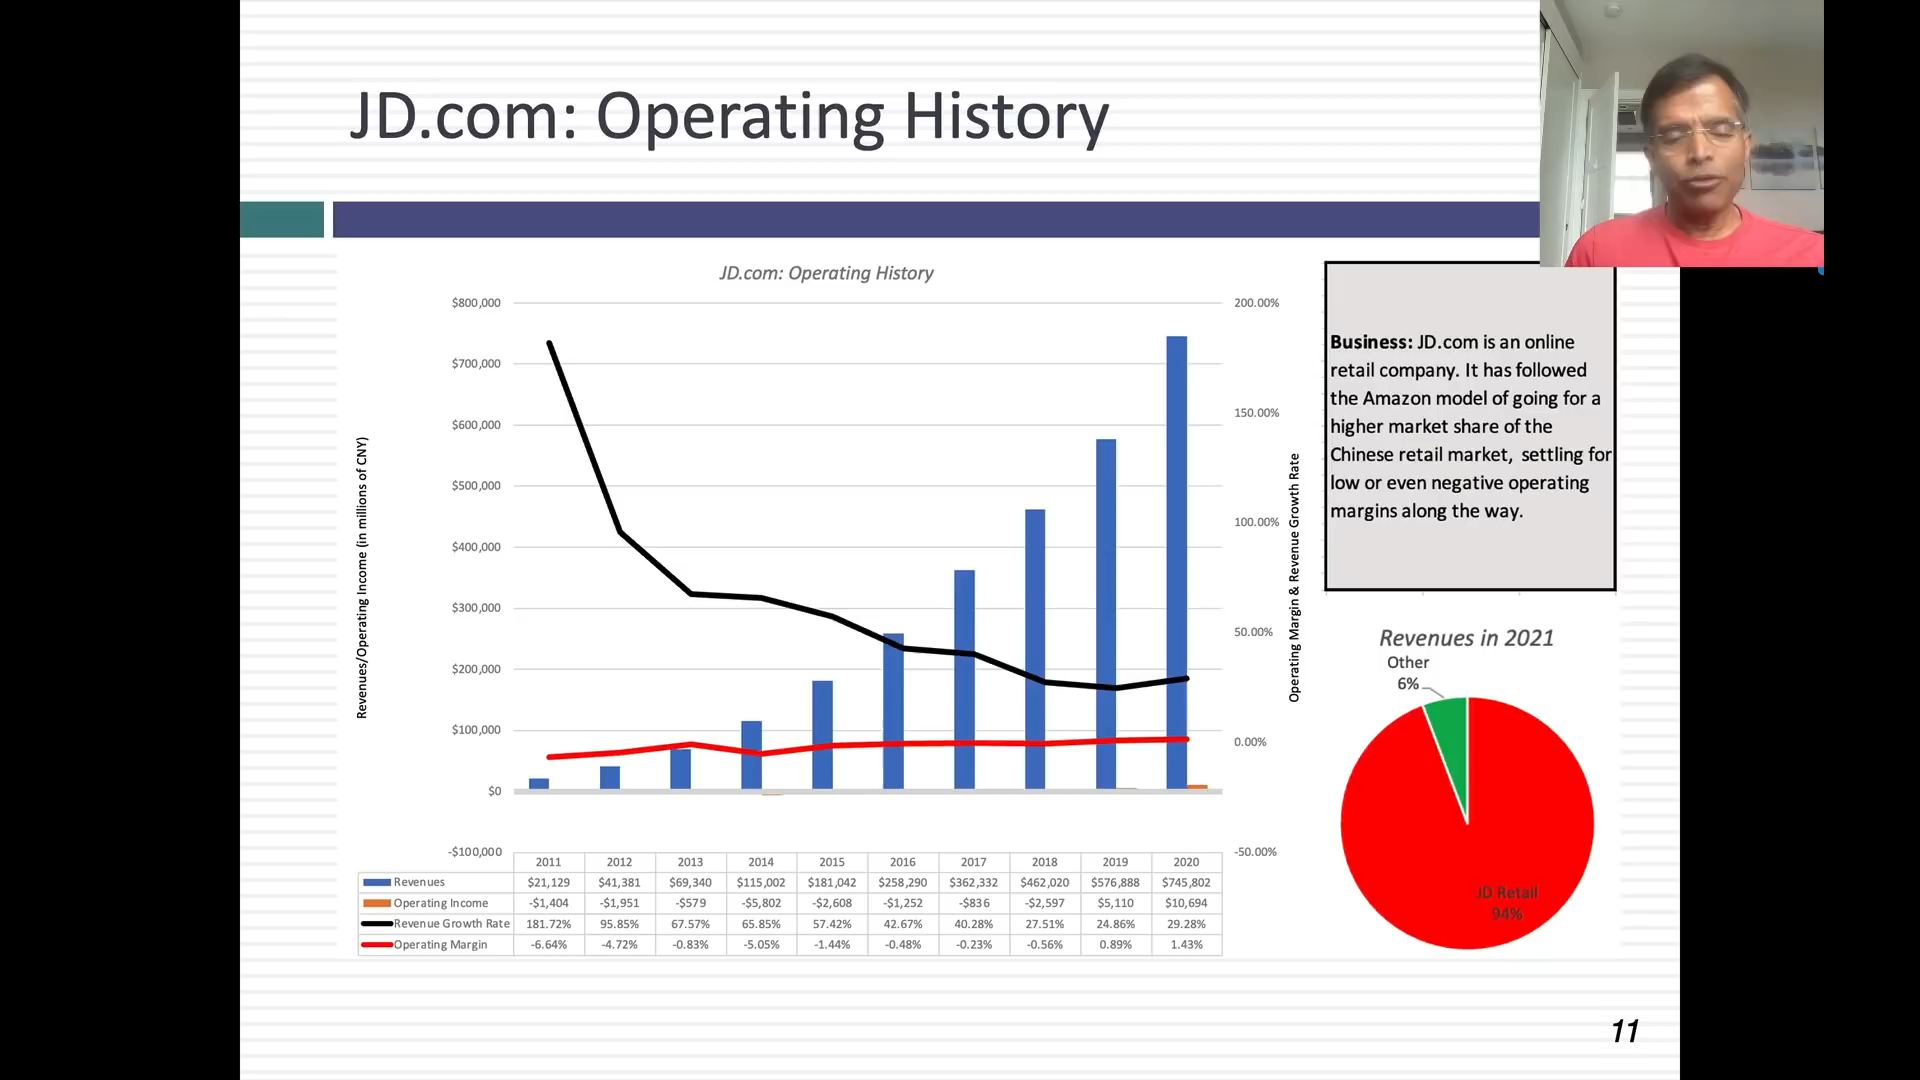 JD.com: Operating History
JD.com: Operating History
Revenues/Operating Income (in millions of CNY)
$800,000
$700,000
$600,000
$500,000
$400,000
$300,000
$200,000
$100,000
$0
-$100,000
200.00%
150.00%
100.00%
50.00%
0.00%
-50.00%
Operating Margin & Revenue Growth Rate
2011 2012 2013 2014 2015 2016 2017 2018 2019 2020
Revenues $21,129 $41,381 $69,340 $115,002 $181,042 $258,290 $362,332 $462,020 $576,888 $745,802
Operating Income -$1,404 -$1,951 -$579 -$5,802 -$2,608 -$1,252 -$836 -$2,597 $5,110 $10,694
Revenue Growth Rate 181.72% 95.85% 67.57% 65.85% 57.42% 42.67% 40.28% 27.51% 24.86% 29.28%
Operating Margin -6.64% -4.72% -0.83% -5.05% -1.44% -0.48% -0.23% -0.56% 0.89% 1.43%
Business: JD.com is an online
retail company. It has followed
the Amazon model of going for a
higher market share of the
Chinese retail market, settling for
low or even negative operating
margins along the way.
Revenues in 2021
Other
6%
JD Retail
94%
11